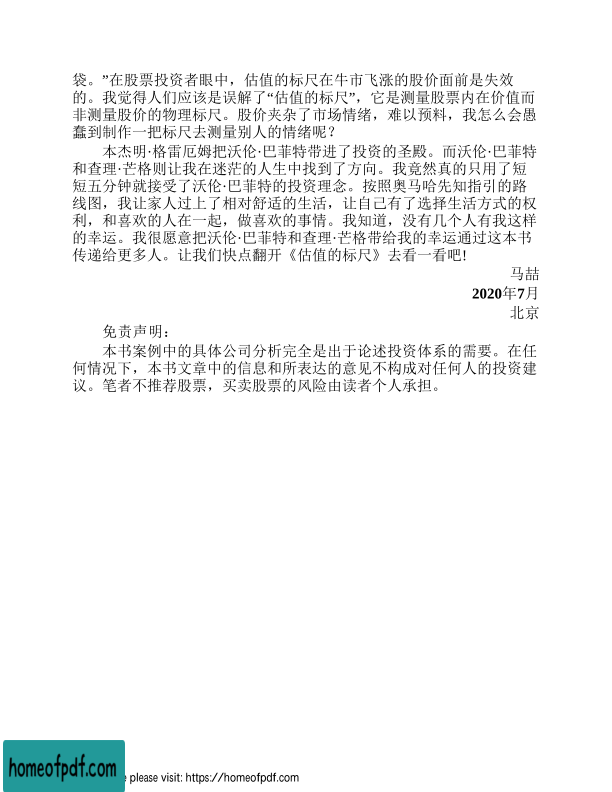 袋。”在股票投资者眼中，估值的标尺在牛市飞涨的股价面前是失效
的。我觉得人们应该是误解了“估值的标尺”，它是测量股票内在价值而
非测量股价的物理标尺。股价夹杂了市场情绪，难以预料，我怎么会愚
蠢到制作一把标尺去测量别人的情绪呢？
本杰明·格雷厄姆把沃伦·巴菲特带进了投资的圣殿。而沃伦·巴菲特
和查理·芒格则让我在迷茫的人生中找到了方向。我竟然真的只用了短
短五分钟就接受了沃伦·巴菲特的投资理念。按照奥马哈先知指引的路
线图，我让家人过上了相对舒适的生活，让自己有了选择生活方式的权
利，和喜欢的人在一起，做喜欢的事情。我知道，没有几个人有我这样
的幸运。我很愿意把沃伦·巴菲特和查理·芒格带给我的幸运通过这本书
传递给更多人。让我们快点翻开《估值的标尺》去看一看吧!
马喆
2020年7月
北京
免责声明：
本书案例中的具体公司分析完全是出于论述投资体系的需要。在任
何情况下，本书文章中的信息和所表达的意见不构成对任何人的投资建
议。笔者不推荐股票，买卖股票的风险由读者个人承担。
homeofpdf.com
e please visit: https://homeofpdf.com